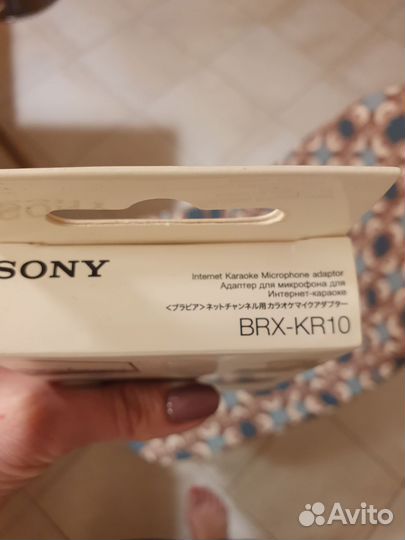 SONY
Internet Karaoke Microphone adaptor
Адаптер для микрофона для
Интернет-караоке
＜ブラビア＞ネットチャンネル用カラオケマイクアダプター
BRX-KR10
Avito